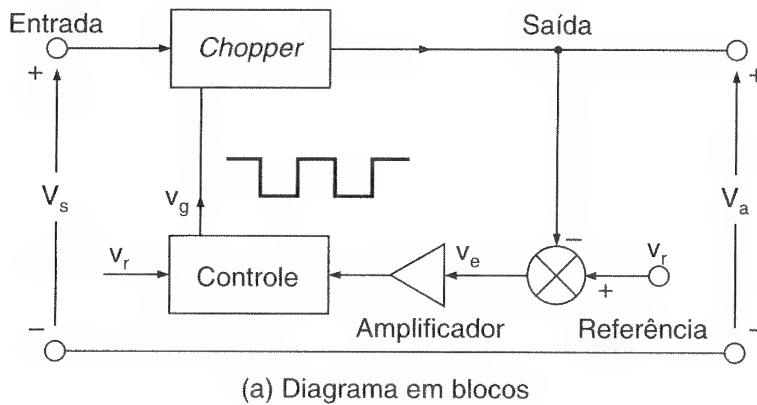 Entrada
Saída
Chopper
+
+
V_s
v_g
V_a
v_r
Controle
v_e
−
v_r
+
Amplificador
Referência
−
−
(a) Diagrama em blocos